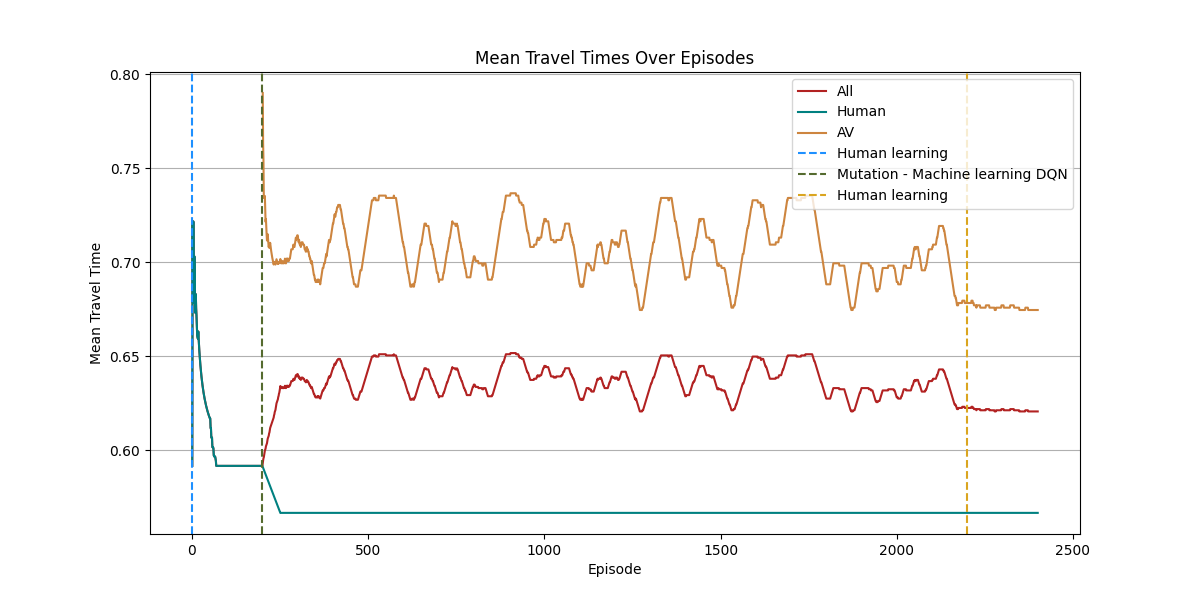 Mean Travel Times Over Episodes
Mean Travel Time
0.80
0.75
0.70
0.65
0.60
All
Human
AV
Human learning
Mutation - Machine learning DQN
Human learning
0
500
1000
1500
2000
2500
Episode